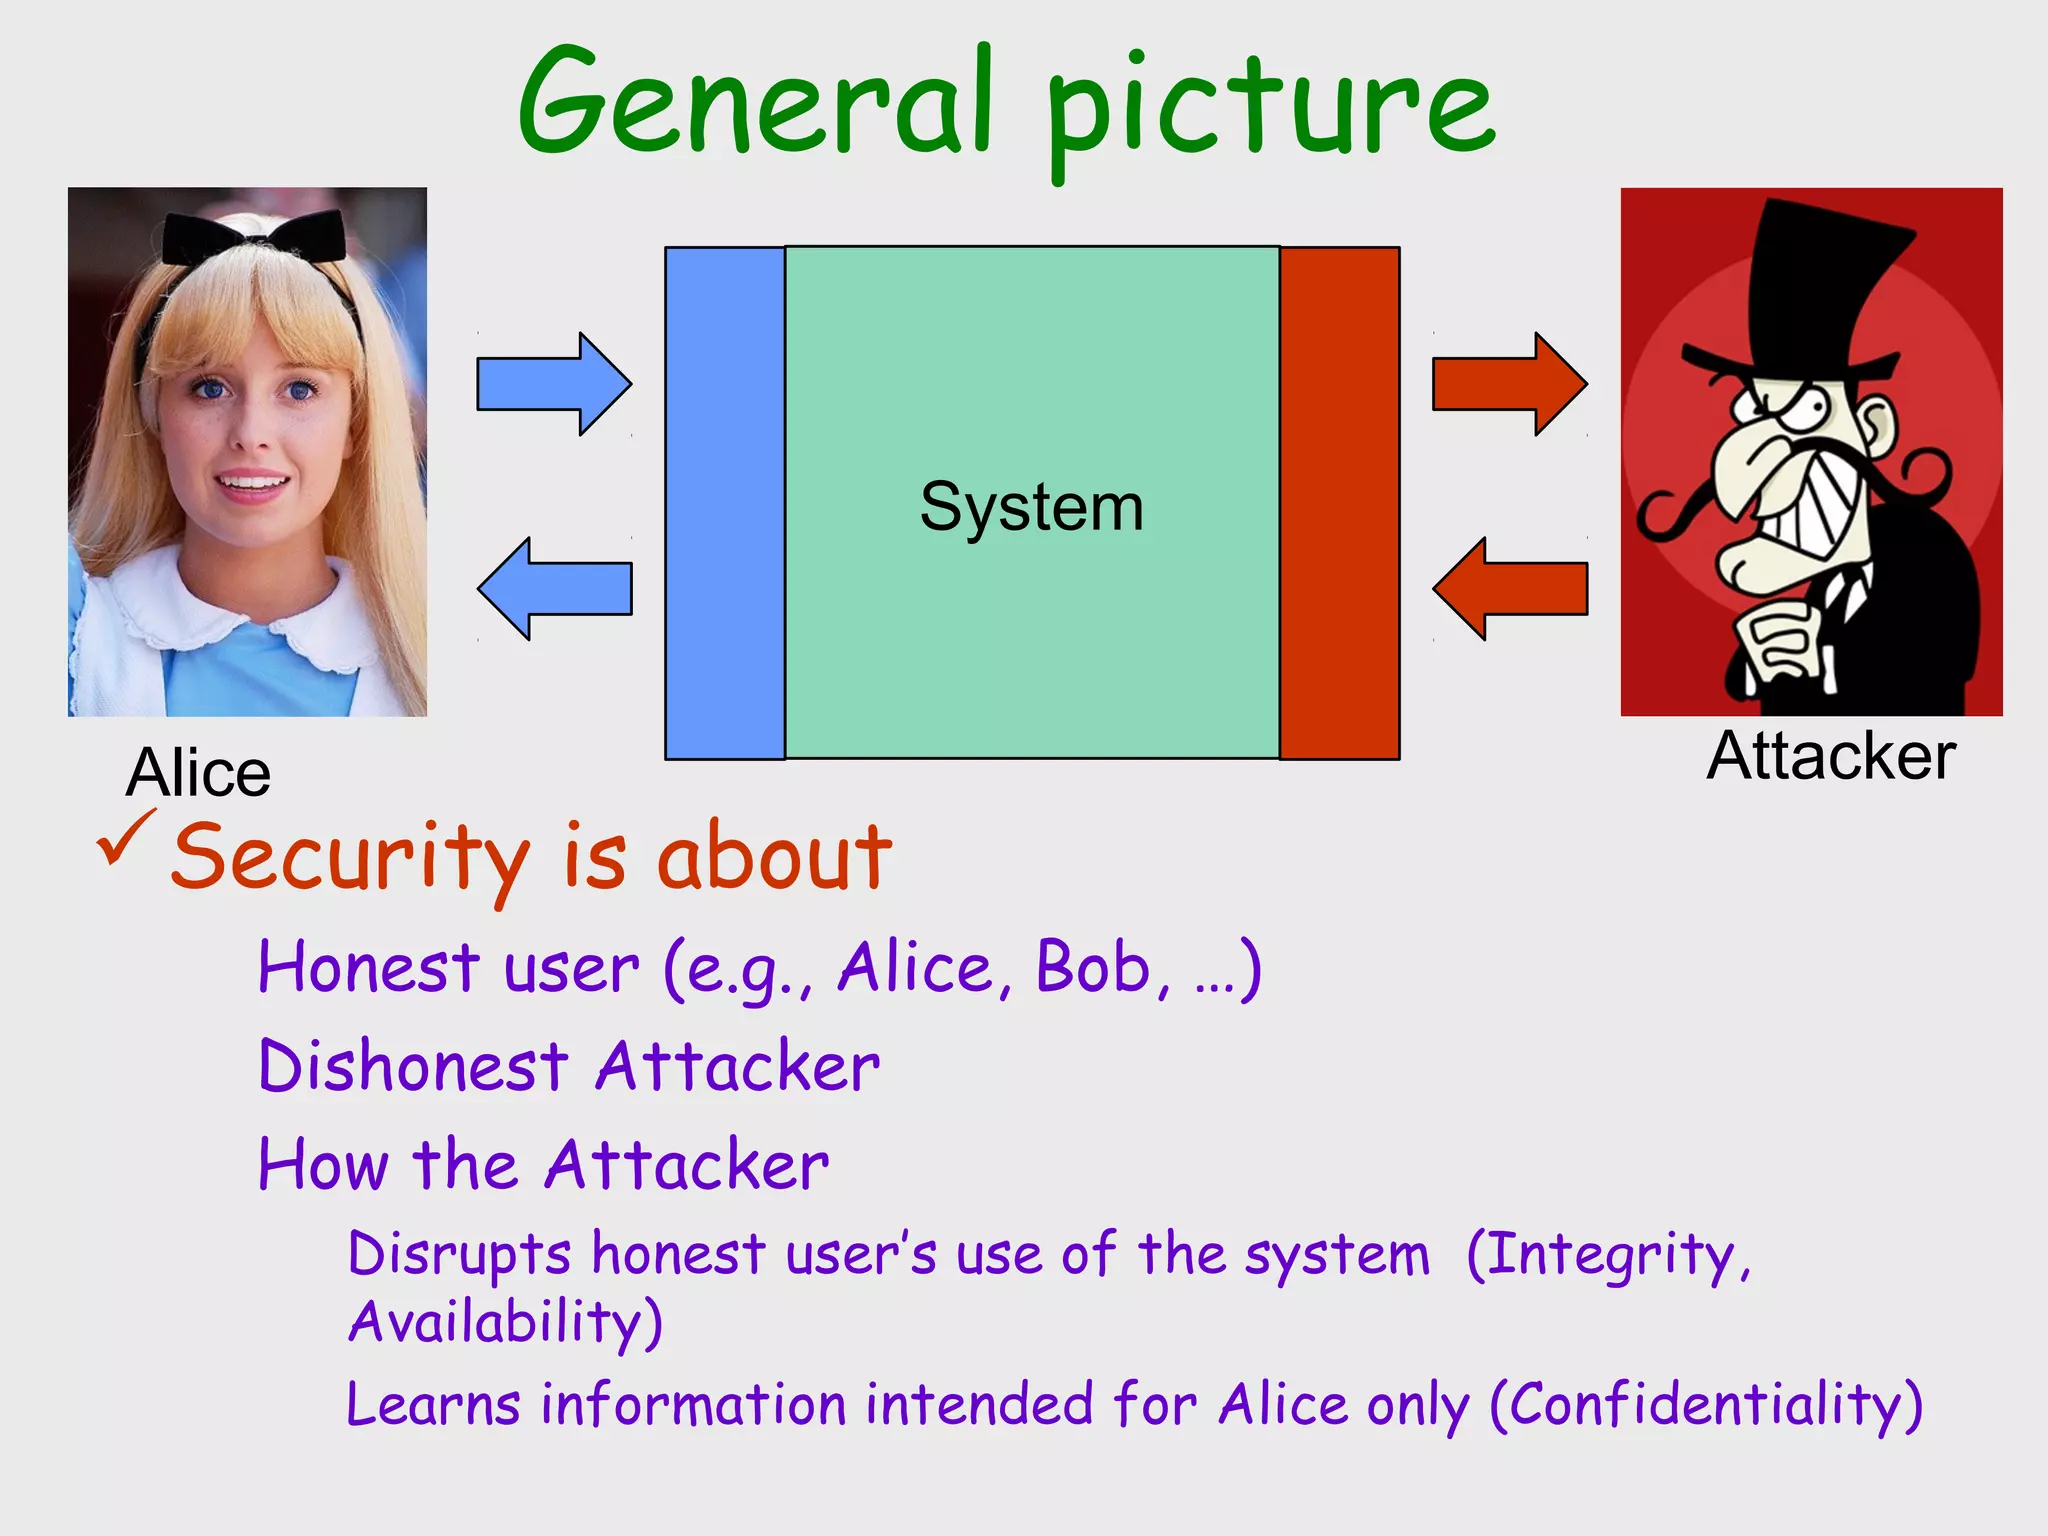 General picture
System
Alice
Attacker
✓Security is about
Honest user (e.g., Alice, Bob, …)
Dishonest Attacker
How the Attacker
Disrupts honest user’s use of the system  (Integrity,
Availability)
Learns information intended for Alice only (Confidentiality)